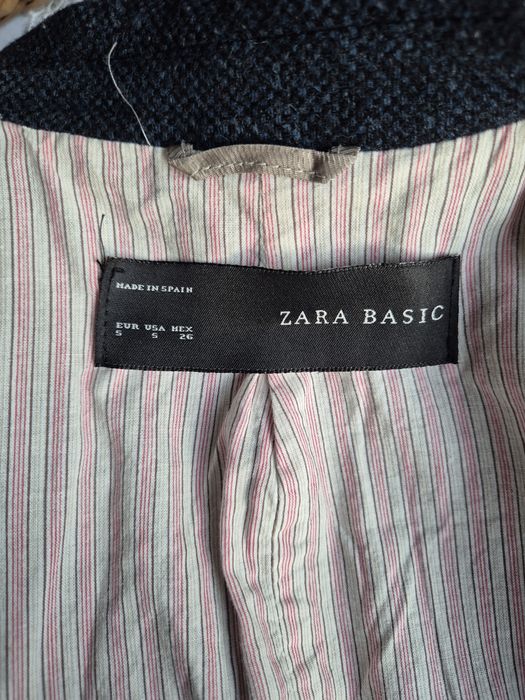 MADE IN SPAIN
ZARA BASIC
EUR USA MEX
S S 26